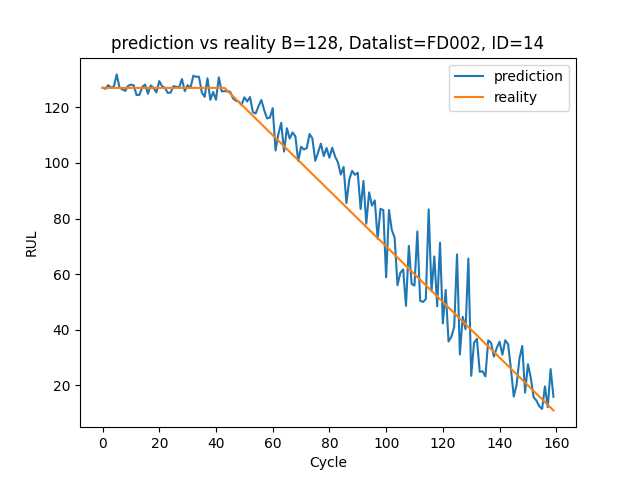 prediction vs reality B=128, Datalist=FD002, ID=14
prediction
reality
120
100
80
60
40
20
RUL
0 20 40 60 80 100 120 140 160
Cycle